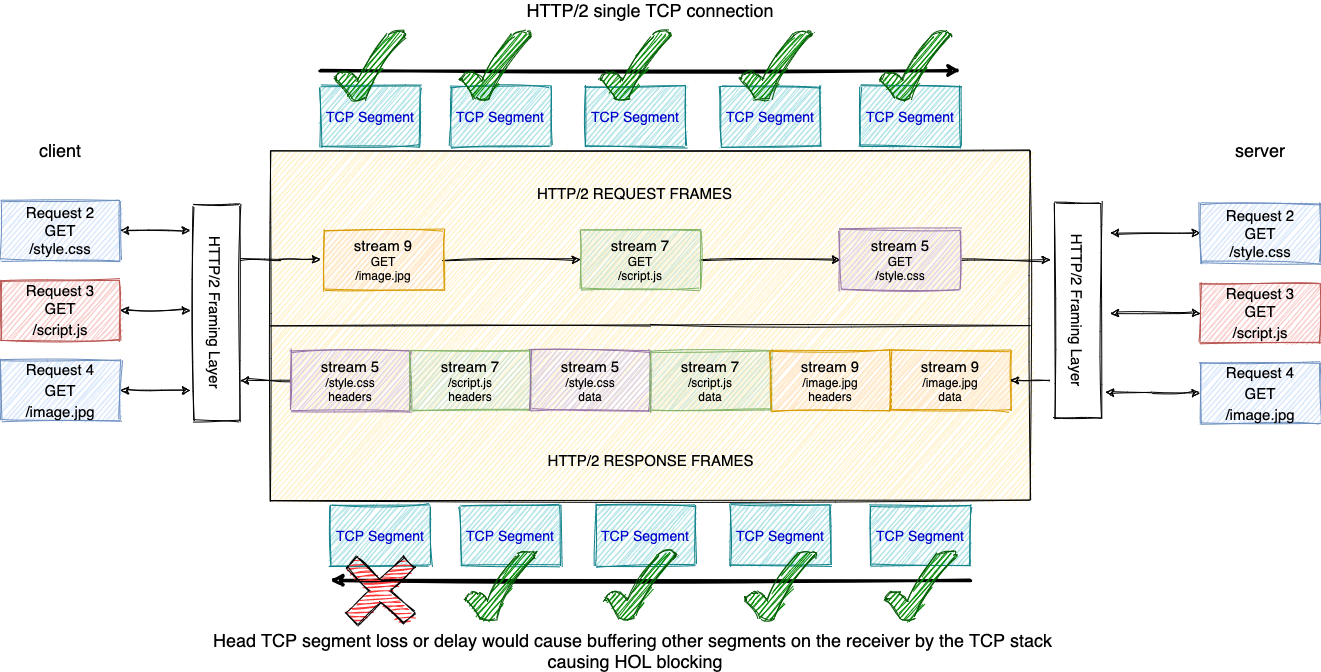 HTTP/2 single TCP connection
TCP Segment
TCP Segment
TCP Segment
TCP Segment
TCP Segment
client
server
HTTP/2 REQUEST FRAMES
Request 2
GET
/style.css
Request 3
GET
/script.js
Request 4
GET
/image.jpg
HTTP/2 Framing Layer
stream 9
GET
/image.jpg
stream 7
GET
/script.js
stream 5
GET
/style.css
HTTP/2 Framing Layer
Request 2
GET
/style.css
Request 3
GET
/script.js
Request 4
GET
/image.jpg
stream 5
/style.css
headers
stream 7
/script.js
headers
stream 5
/style.css
data
stream 7
/script.js
data
stream 9
/image.jpg
headers
stream 9
/image.jpg
data
HTTP/2 RESPONSE FRAMES
TCP Segment
TCP Segment
TCP Segment
TCP Segment
TCP Segment
Head TCP segment loss or delay would cause buffering other segments on the receiver by the TCP stack
causing HOL blocking